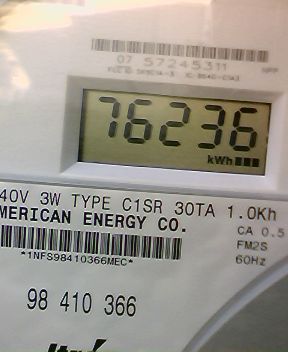 07 57245311
76236
kWh
40V 3W TYPE C1SR 30TA 1.0Kh
MERICAN ENERGY CO.
CA 0.5
FM2S
60Hz
*1NFS98410366MEC*
98 410 366